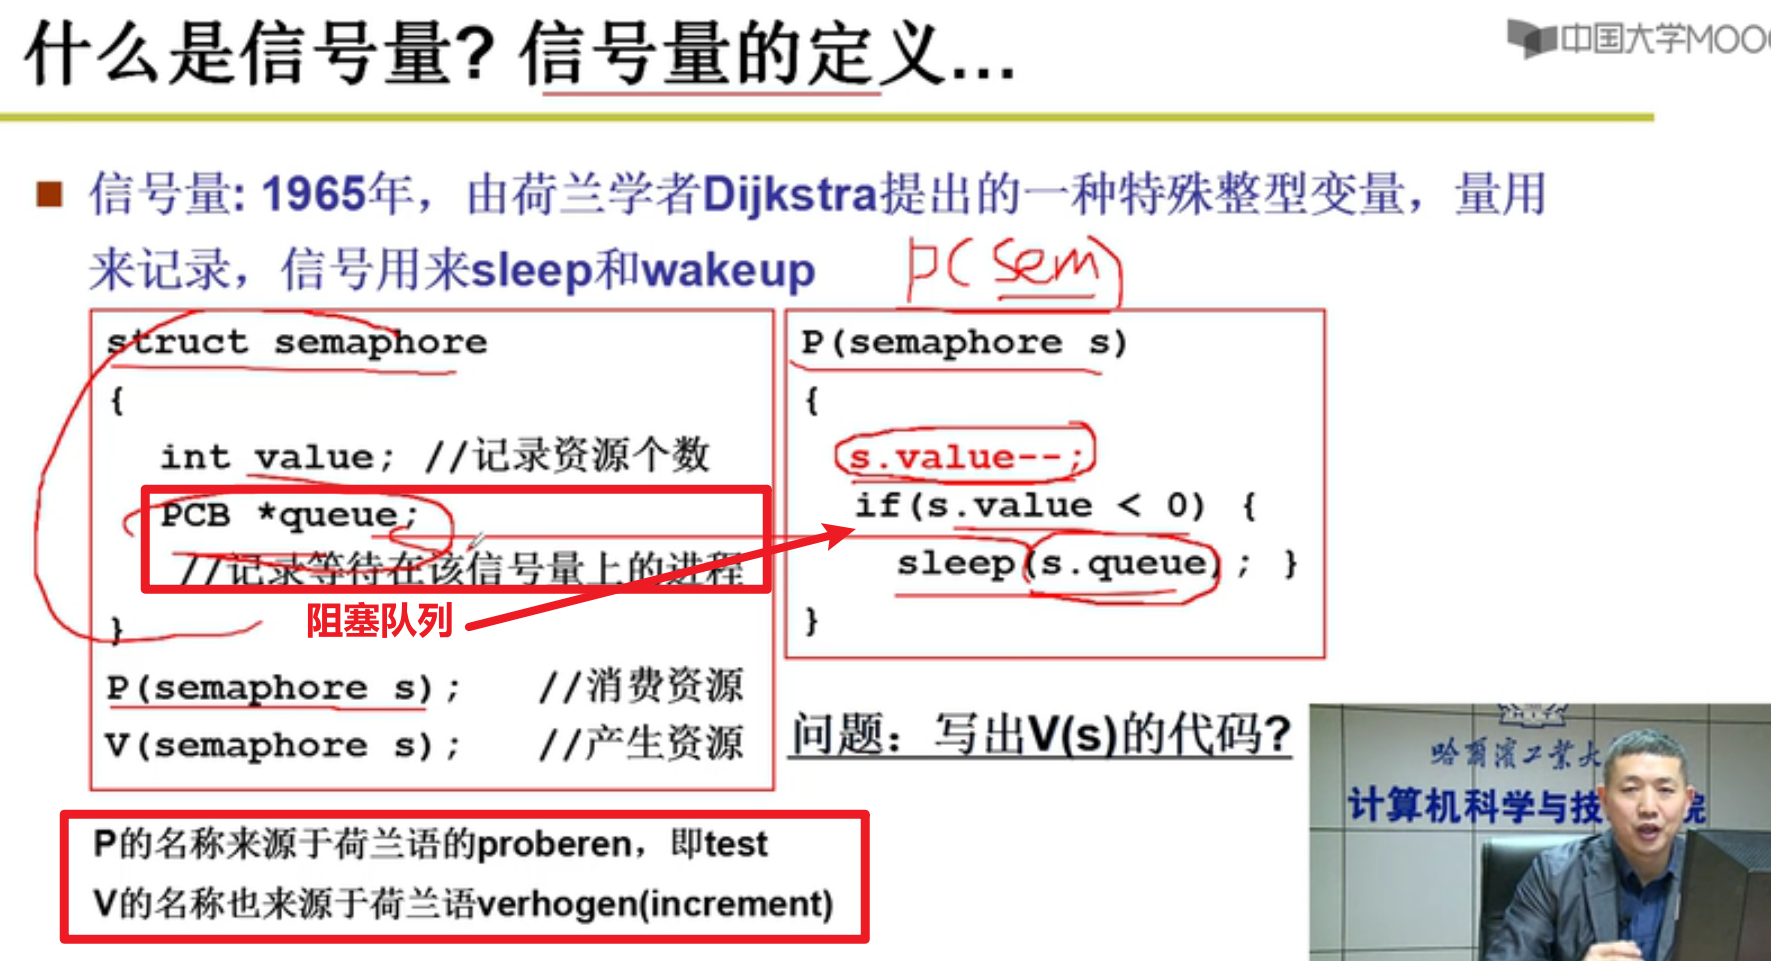 什么是信号量? 信号量的定义…
中国大学MOO
信号量: 1965年，由荷兰学者Dijkstra提出的一种特殊整型变量，量用
来记录，信号用来sleep和wakeup
P(sem)
struct semaphore
{
int value; //记录资源个数
PCB *queue;
//记录等待在该信号量上的进程
}
阻塞队列
P(semaphore s); //消费资源
V(semaphore s); //产生资源
P(semaphore s)
{
s.value--;
if(s.value < 0) {
sleep(s.queue); }
}
问题：写出V(s)的代码?
P的名称来源于荷兰语的proberen，即test
V的名称也来源于荷兰语verhogen(increment)
哈爾濱工業大
计算机科学与技 院